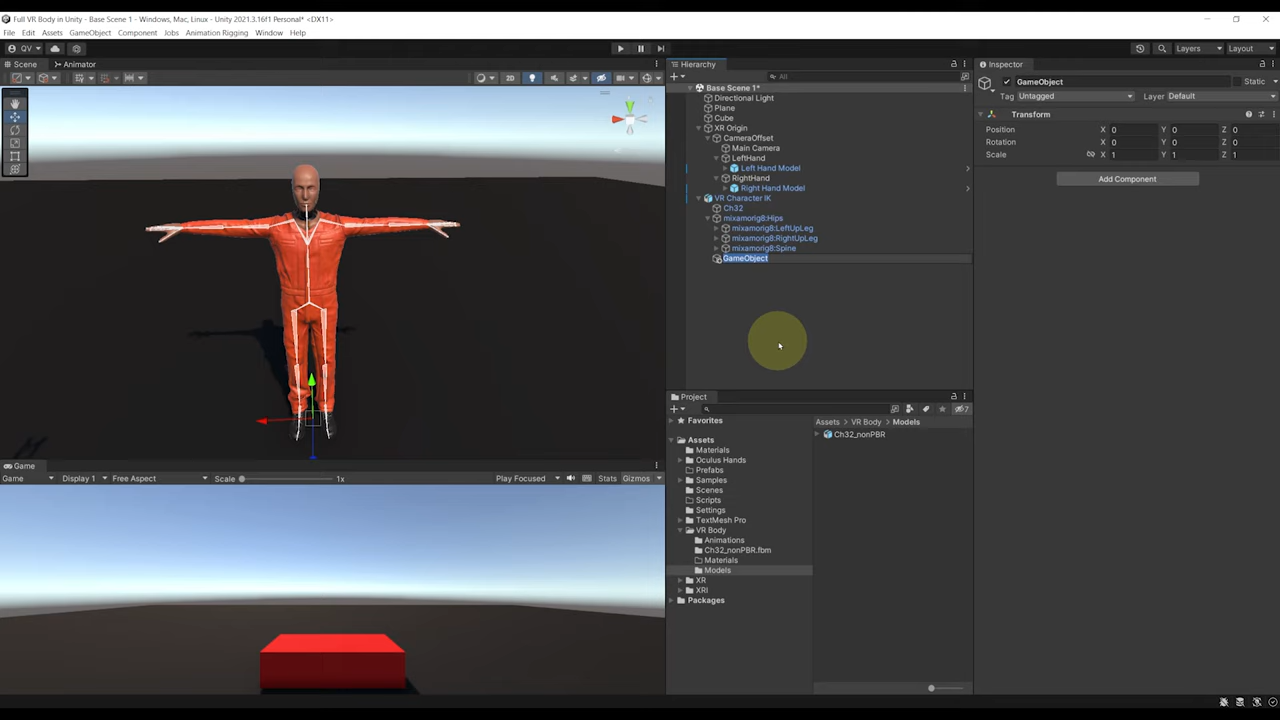 Full VR Body in Unity - Base Scene 1 - Windows, Mac, Linux - Unity 2021.3.16f1 Personal* <DX11>
File Edit Assets GameObject Component Jobs Animation Rigging Window Help
QV Layers Layout
Scene Animator
2D
Hierarchy
All
Base Scene 1*
Directional Light
Plane
Cube
XR Origin
CameraOffset
Main Camera
LeftHand
Left Hand Model
RightHand
Right Hand Model
VR Character IK
Ch32
mixamorig8:Hips
mixamorig8:LeftUpLeg
mixamorig8:RightUpLeg
mixamorig8:Spine
GameObject
Inspector
GameObject Static
Tag Untagged Layer Default
Transform
Position X 0 Y 0 Z 0
Rotation X 0 Y 0 Z 0
Scale X 1 Y 1 Z 1
Add Component
Game
Game Display 1 Free Aspect Scale 1x Play Focused Stats Gizmos
Project
7
Favorites
Assets
Materials
Oculus Hands
Prefabs
Samples
Scenes
Scripts
Settings
TextMesh Pro
VR Body
Animations
Ch32_nonPBR.fbm
Materials
Models
XR
XRI
Packages
Assets > VR Body > Models
Ch32_nonPBR